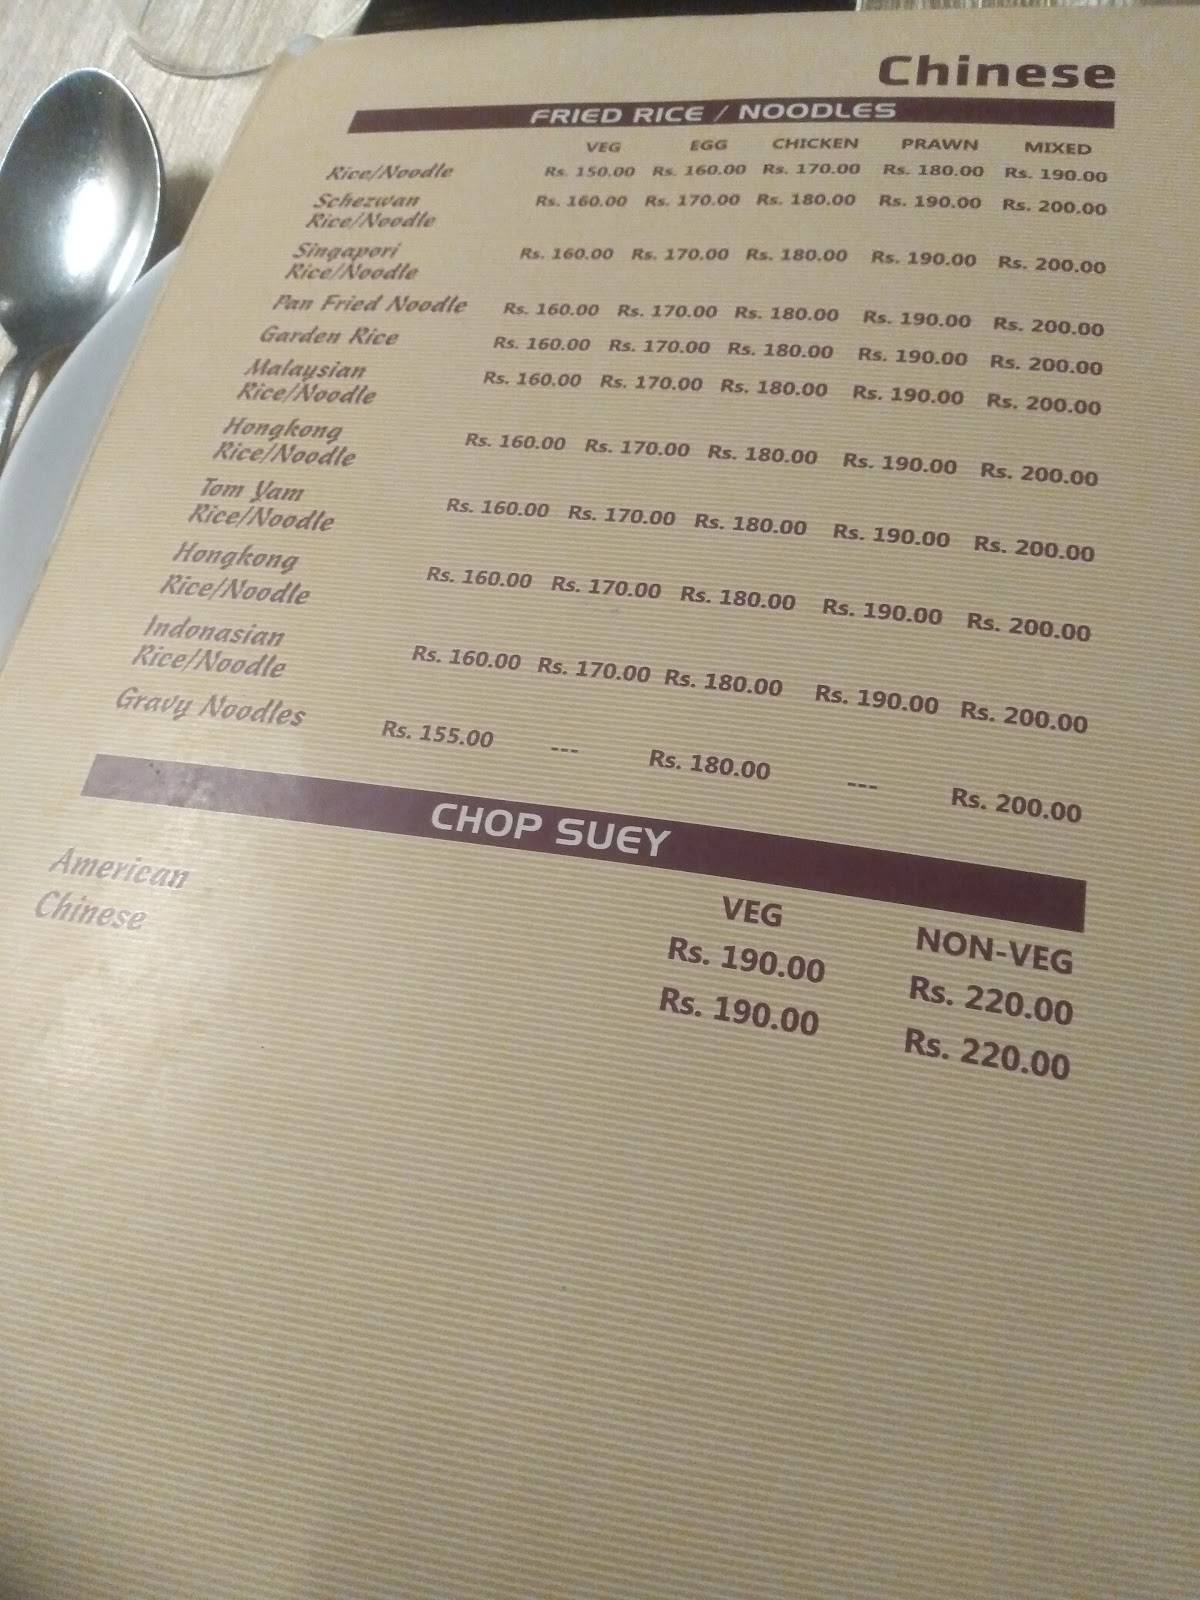 Chinese
FRIED RICE / NOODLES
VEG EGG CHICKEN PRAWN MIXED
Rice/Noodle Rs. 150.00 Rs. 160.00 Rs. 170.00 Rs. 180.00 Rs. 190.00
Schezwan
Rice/Noodle Rs. 160.00 Rs. 170.00 Rs. 180.00 Rs. 190.00 Rs. 200.00
Singapori
Rice/Noodle Rs. 160.00 Rs. 170.00 Rs. 180.00 Rs. 190.00 Rs. 200.00
Pan Fried Noodle Rs. 160.00 Rs. 170.00 Rs. 180.00 Rs. 190.00 Rs. 200.00
Garden Rice Rs. 160.00 Rs. 170.00 Rs. 180.00 Rs. 190.00 Rs. 200.00
Malaysian
Rice/Noodle Rs. 160.00 Rs. 170.00 Rs. 180.00 Rs. 190.00 Rs. 200.00
Hongkong
Rice/Noodle Rs. 160.00 Rs. 170.00 Rs. 180.00 Rs. 190.00 Rs. 200.00
Tom Yam
Rice/Noodle Rs. 160.00 Rs. 170.00 Rs. 180.00 Rs. 190.00 Rs. 200.00
Hongkong
Rice/Noodle Rs. 160.00 Rs. 170.00 Rs. 180.00 Rs. 190.00 Rs. 200.00
Indonasian
Rice/Noodle Rs. 160.00 Rs. 170.00 Rs. 180.00 Rs. 190.00 Rs. 200.00
Gravy Noodles Rs. 155.00 --- Rs. 180.00 --- Rs. 200.00
CHOP SUEY
VEG NON-VEG
American Rs. 190.00 Rs. 220.00
Chinese Rs. 190.00 Rs. 220.00